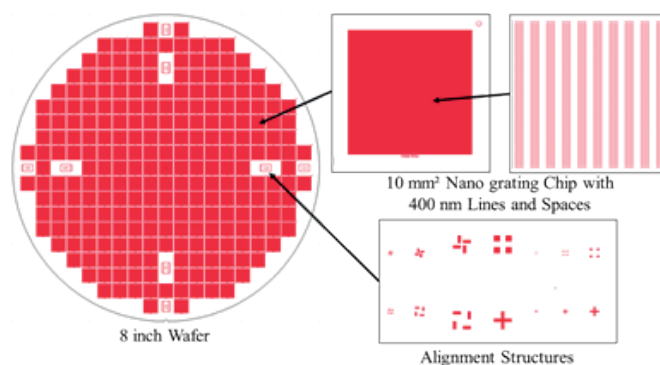 10 mm² Nano grating Chip with
400 nm Lines and Spaces
8 inch Wafer
Alignment Structures